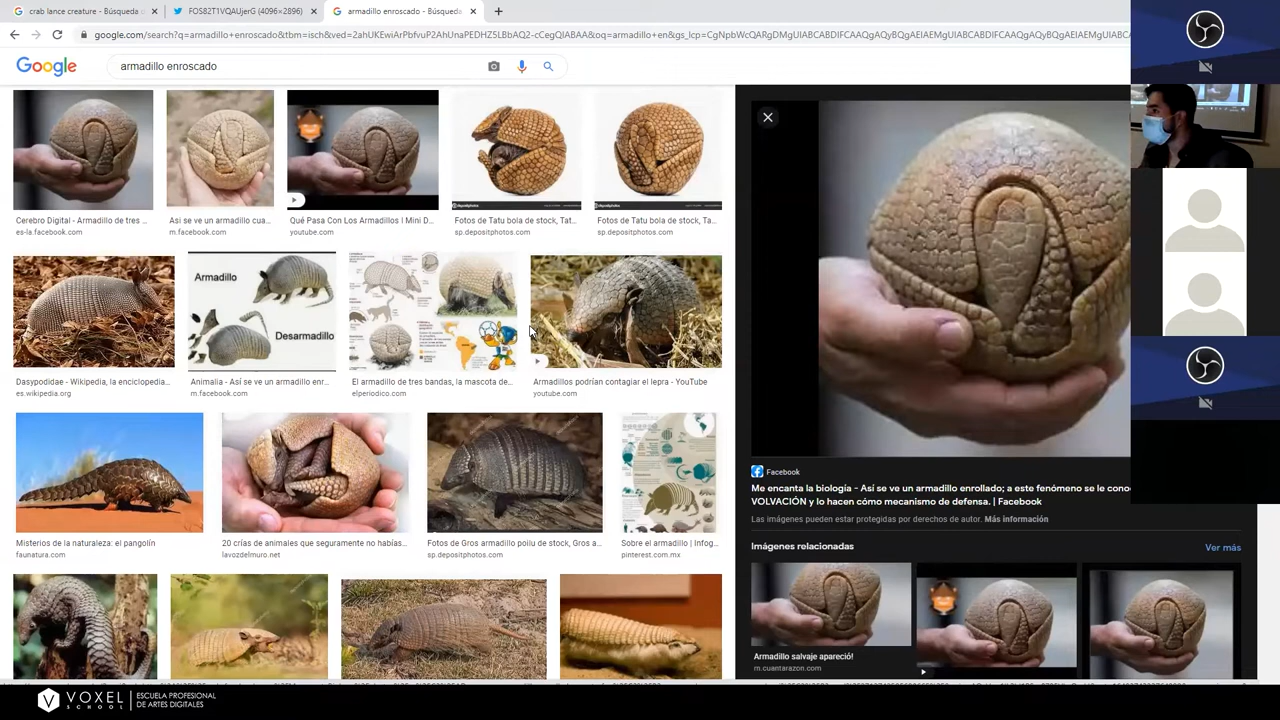 crab lance creature - Búsqueda d
FOS82T1VQAUjerG (4096×2896)
armadillo enroscado - Búsqueda
google.com/search?q=armadillo+enroscado&tbm=isch&ved=
Google
armadillo enroscado
Cerebro Digital - Armadillo de tres ...
es-la.facebook.com
Asi se ve un armadillo cua...
m.facebook.com
Qué Pasa Con Los Armadillos l Mini D...
youtube.com
Fotos de Tatu bola de stock, Tat...
sp.depositphotos.com
Fotos de Tatu bola de stock, Ta...
sp.depositphotos.com
Armadillo
Desarmadillo
Dasypodidae - Wikipedia, la enciclopedia...
es.wikipedia.org
Animalia - Así se ve un armadillo enr...
m.facebook.com
El armadillo de tres bandas, la mascota de...
elperiodico.com
Armadillos podrían contagiar el lepra - YouTube
youtube.com
Misterios de la naturaleza: el pangolín
faunatura.com
20 crías de animales que seguramente no habías...
lavozdelmuro.net
Fotos de Gros armadillo poilu de stock, Gros a...
sp.depositphotos.com
Sobre el armadillo | Infog...
pinterest.com.mx
Facebook
Me encanta la biología - Así se ve un armadillo enrollado; a este fenómeno se le cono
VOLVACIÓN y lo hacen cómo mecanismo de defensa. | Facebook
Las imágenes pueden estar protegidas por derechos de autor. Más información
Imágenes relacionadas
Ver más
Armadillo salvaje apareció!
m.cuantarazon.com
VOXEL
SCHOOL
ESCUELA PROFESIONAL
DE ARTES DIGITALES